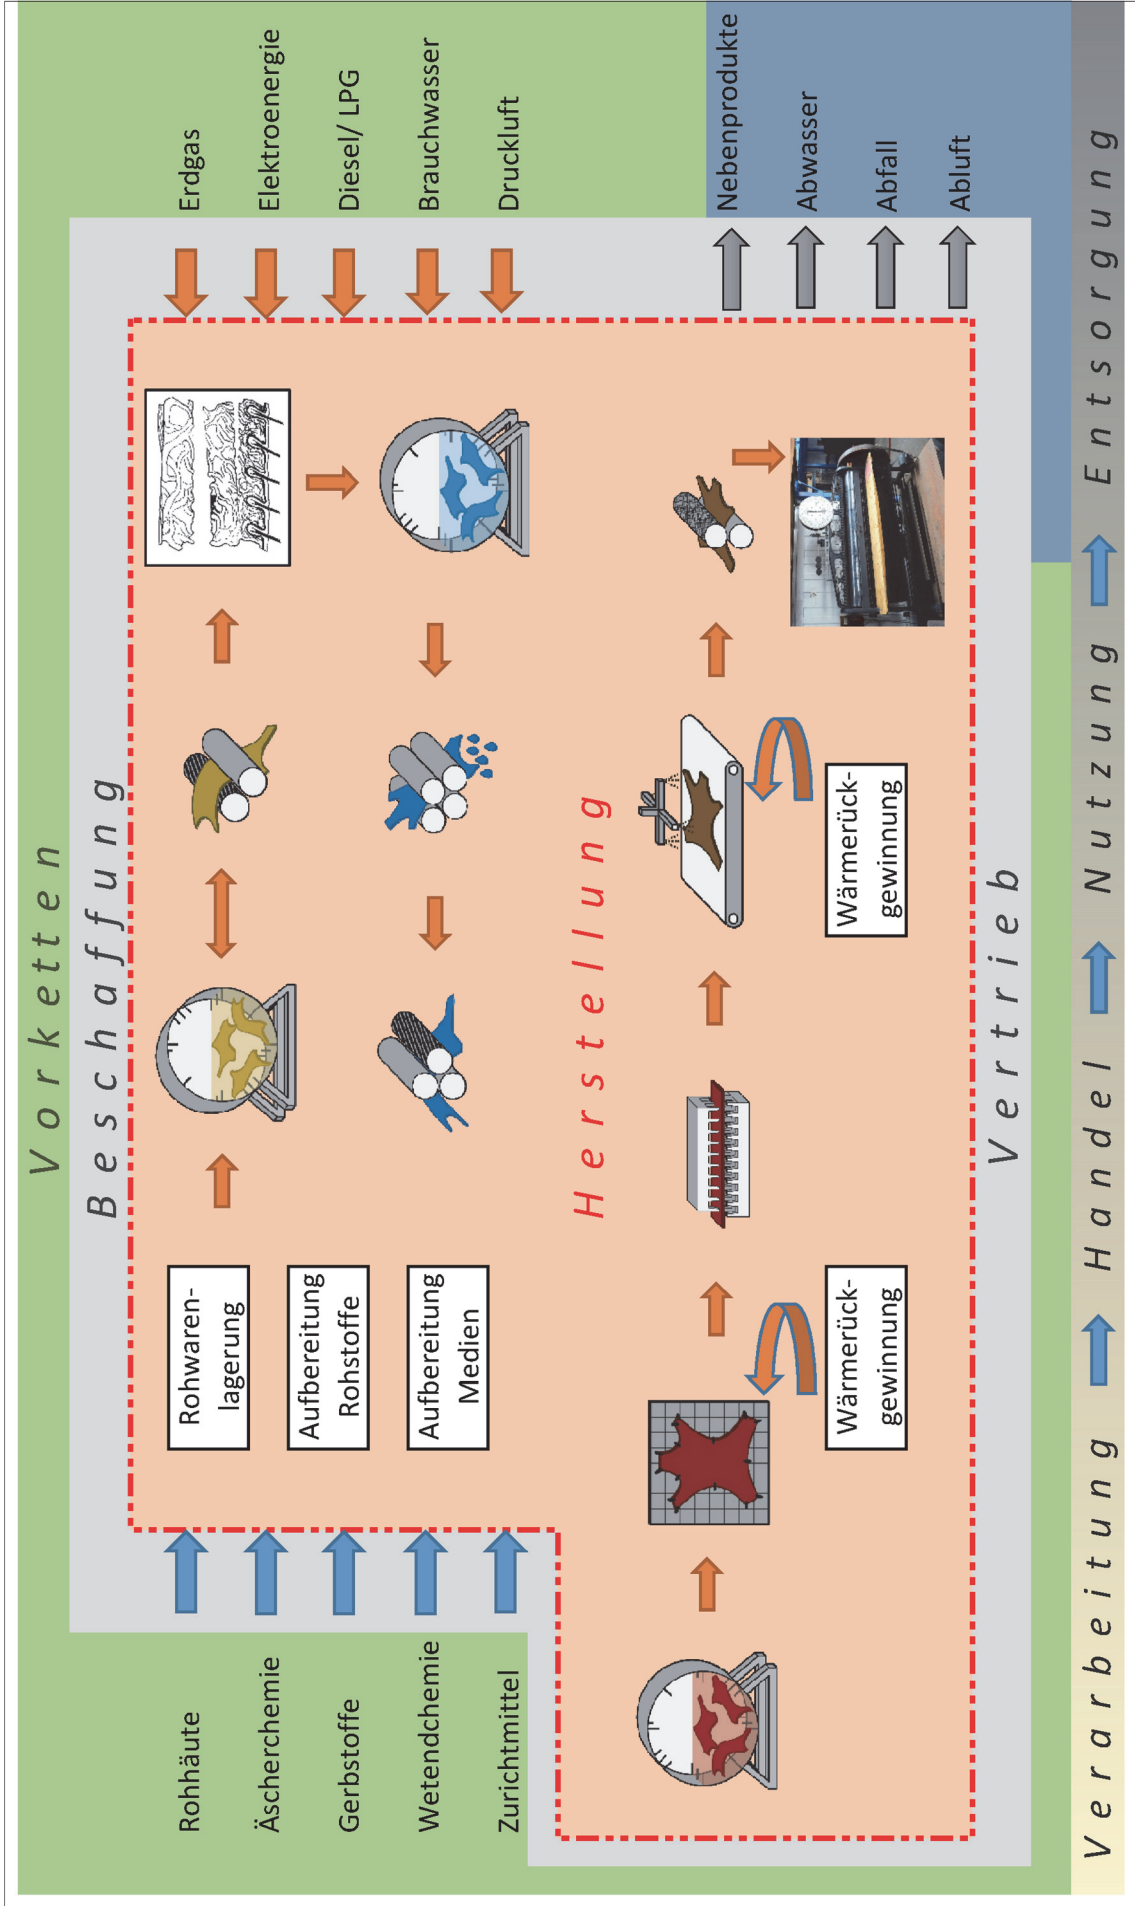 Vorketten
Beschaffung
Rohhäute
Äscherchemie
Gerbstoffe
Wetendchemie
Zurichtmittel
Rohwaren-
lagerung
Aufbereitung
Rohstoffe
Aufbereitung
Medien
Erdgas
Elektroenergie
Diesel/ LPG
Brauchwasser
Druckluft
Herstellung
Wärmerück-
gewinnung
Wärmerück-
gewinnung
Nebenprodukte
Abwasser
Abfall
Abluft
Vertrieb
Verarbeitung
Handel
Nutzung
Entsorgung